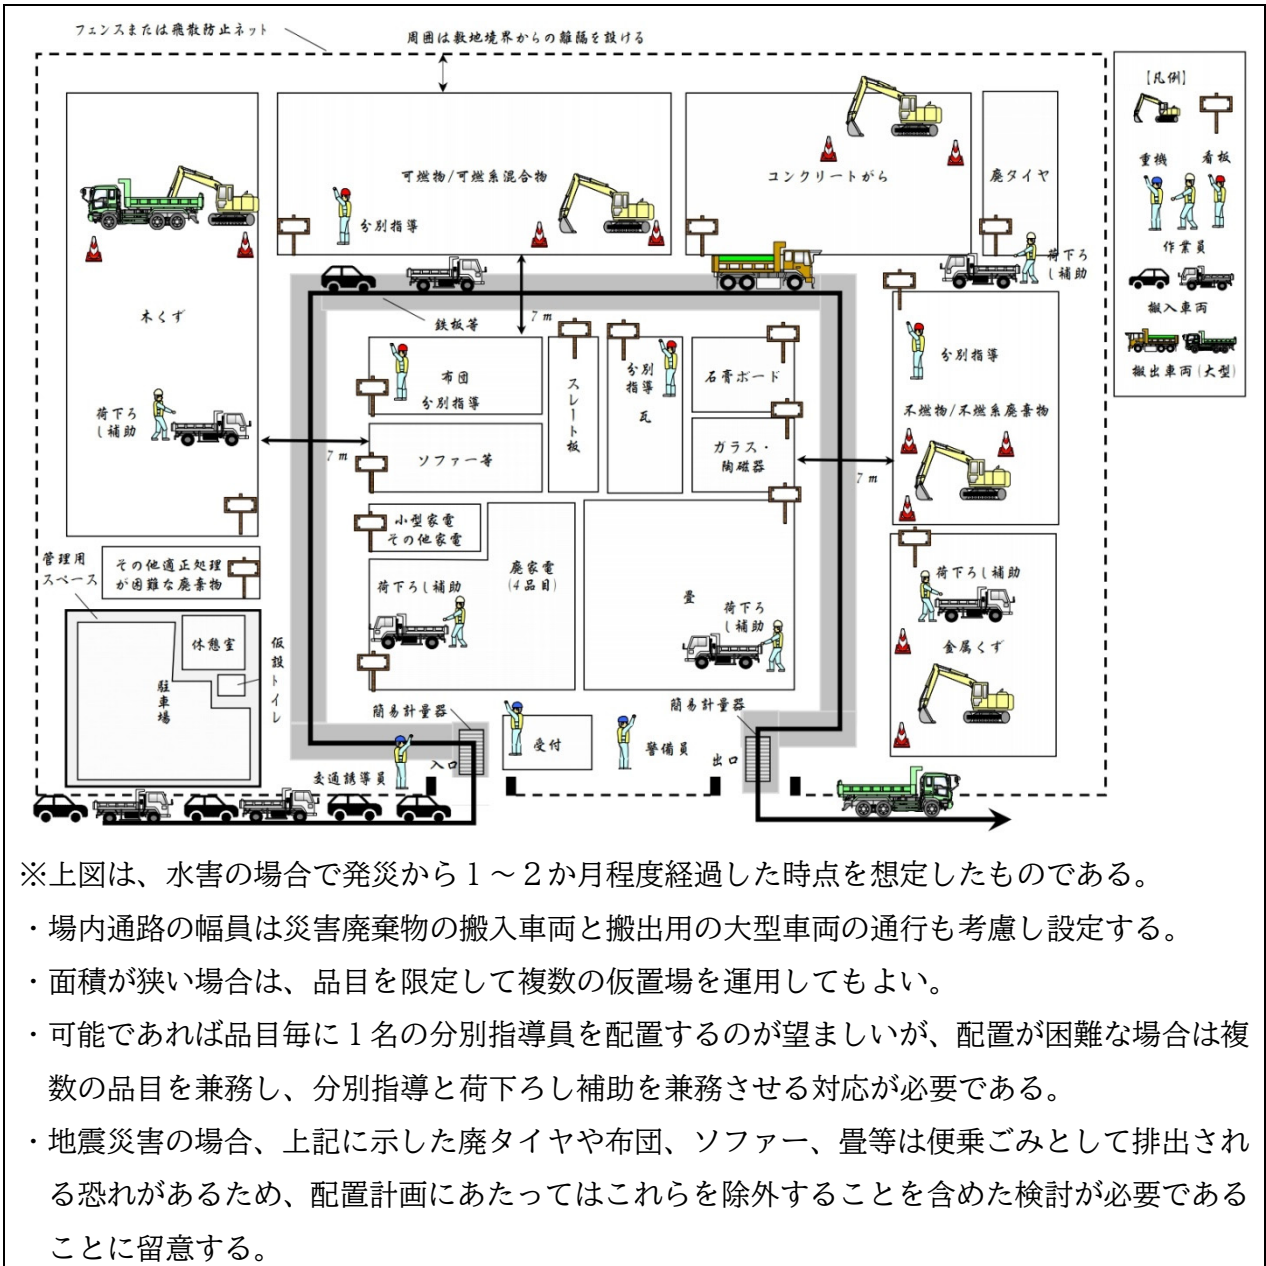 フェンスまたは飛散防止ネット
周囲は敷地境界からの離隔を設ける
【凡例】
重機
看板
作業員
搬入車両
搬出車両(大型)
可燃物/可燃系混合物
分別指導
コンクリートがら
廃タイヤ
荷下ろ
し補助
木くず
荷下ろ
し補助
鉄板等
7m
布団
分別指導
スレート板
分別
指導
瓦
石膏ボード
分別指導
不燃物/不燃系廃棄物
ソファー等
ガラス・
陶磁器
7m
7m
小型家電
その他家電
廃家電
(4品目)
荷下ろし補助
畳
荷下ろ
し補助
荷下ろし補助
金属くず
管理用
スペース
その他適正処理
が困難な廃棄物
休憩室
仮設トイレ
駐車場
簡易計量器
簡易計量器
受付
警備員
入口
出口
交通誘導員
※上図は、水害の場合で発災から1～2か月程度経過した時点を想定したものである。
・場内通路の幅員は災害廃棄物の搬入車両と搬出用の大型車両の通行も考慮し設定する。
・面積が狭い場合は、品目を限定して複数の仮置場を運用してもよい。
・可能であれば品目毎に1名の分別指導員を配置するのが望ましいが、配置が困難な場合は複
数の品目を兼務し、分別指導と荷下ろし補助を兼務させる対応が必要である。
・地震災害の場合、上記に示した廃タイヤや布団、ソファー、畳等は便乗ごみとして排出され
る恐れがあるため、配置計画にあたってはこれらを除外することを含めた検討が必要である
ことに留意する。